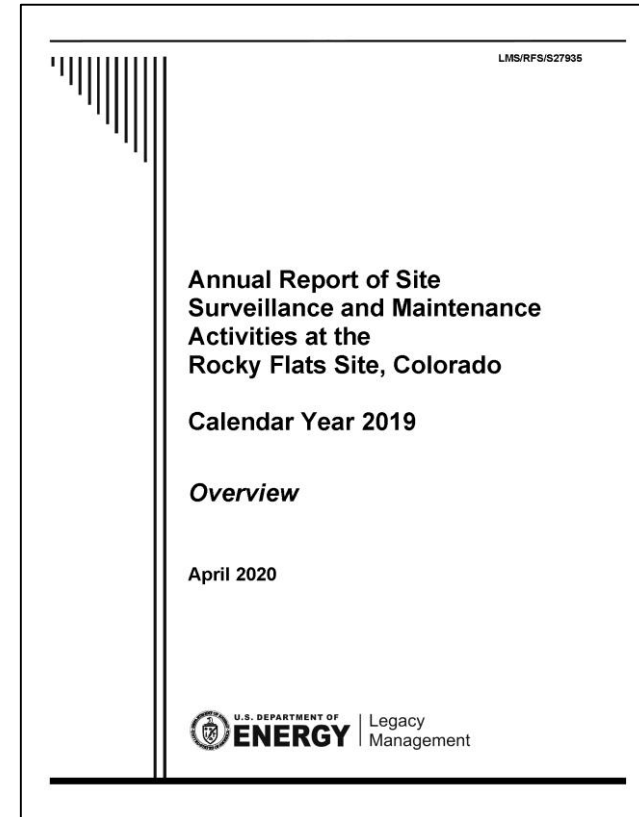 LMS/RFS/S27935
Annual Report of Site
Surveillance and Maintenance
Activities at the
Rocky Flats Site, Colorado
Calendar Year 2019
Overview
April 2020
U.S. DEPARTMENT OF
ENERGY
Legacy
Management